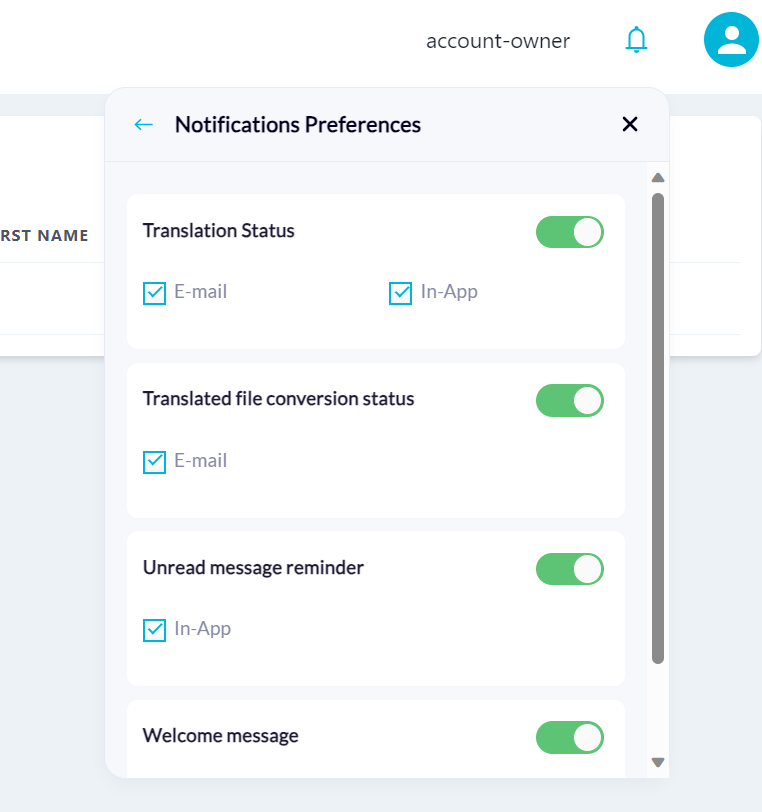 account-owner
Notifications Preferences
RST NAME
Translation Status
E-mail In-App
Translated file conversion status
E-mail
Unread message reminder
In-App
Welcome message